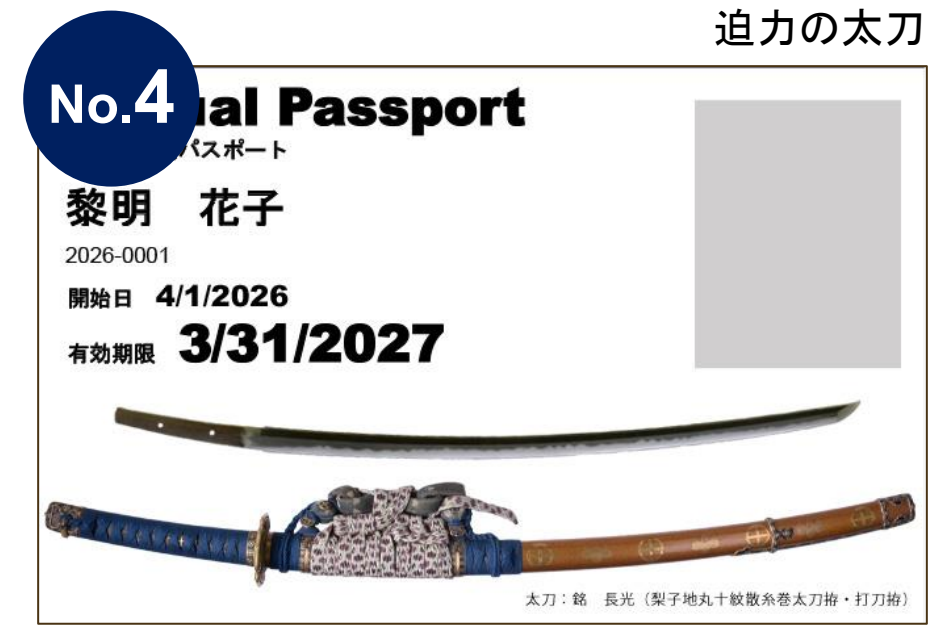 迫力の太刀
No.4
ual Passport
パスポート
黎明　花子
2026-0001
開始日 4/1/2026
有効期限 3/31/2027
太刀：銘　長光（梨子地丸十紋散糸巻太刀拵・打刀拵）